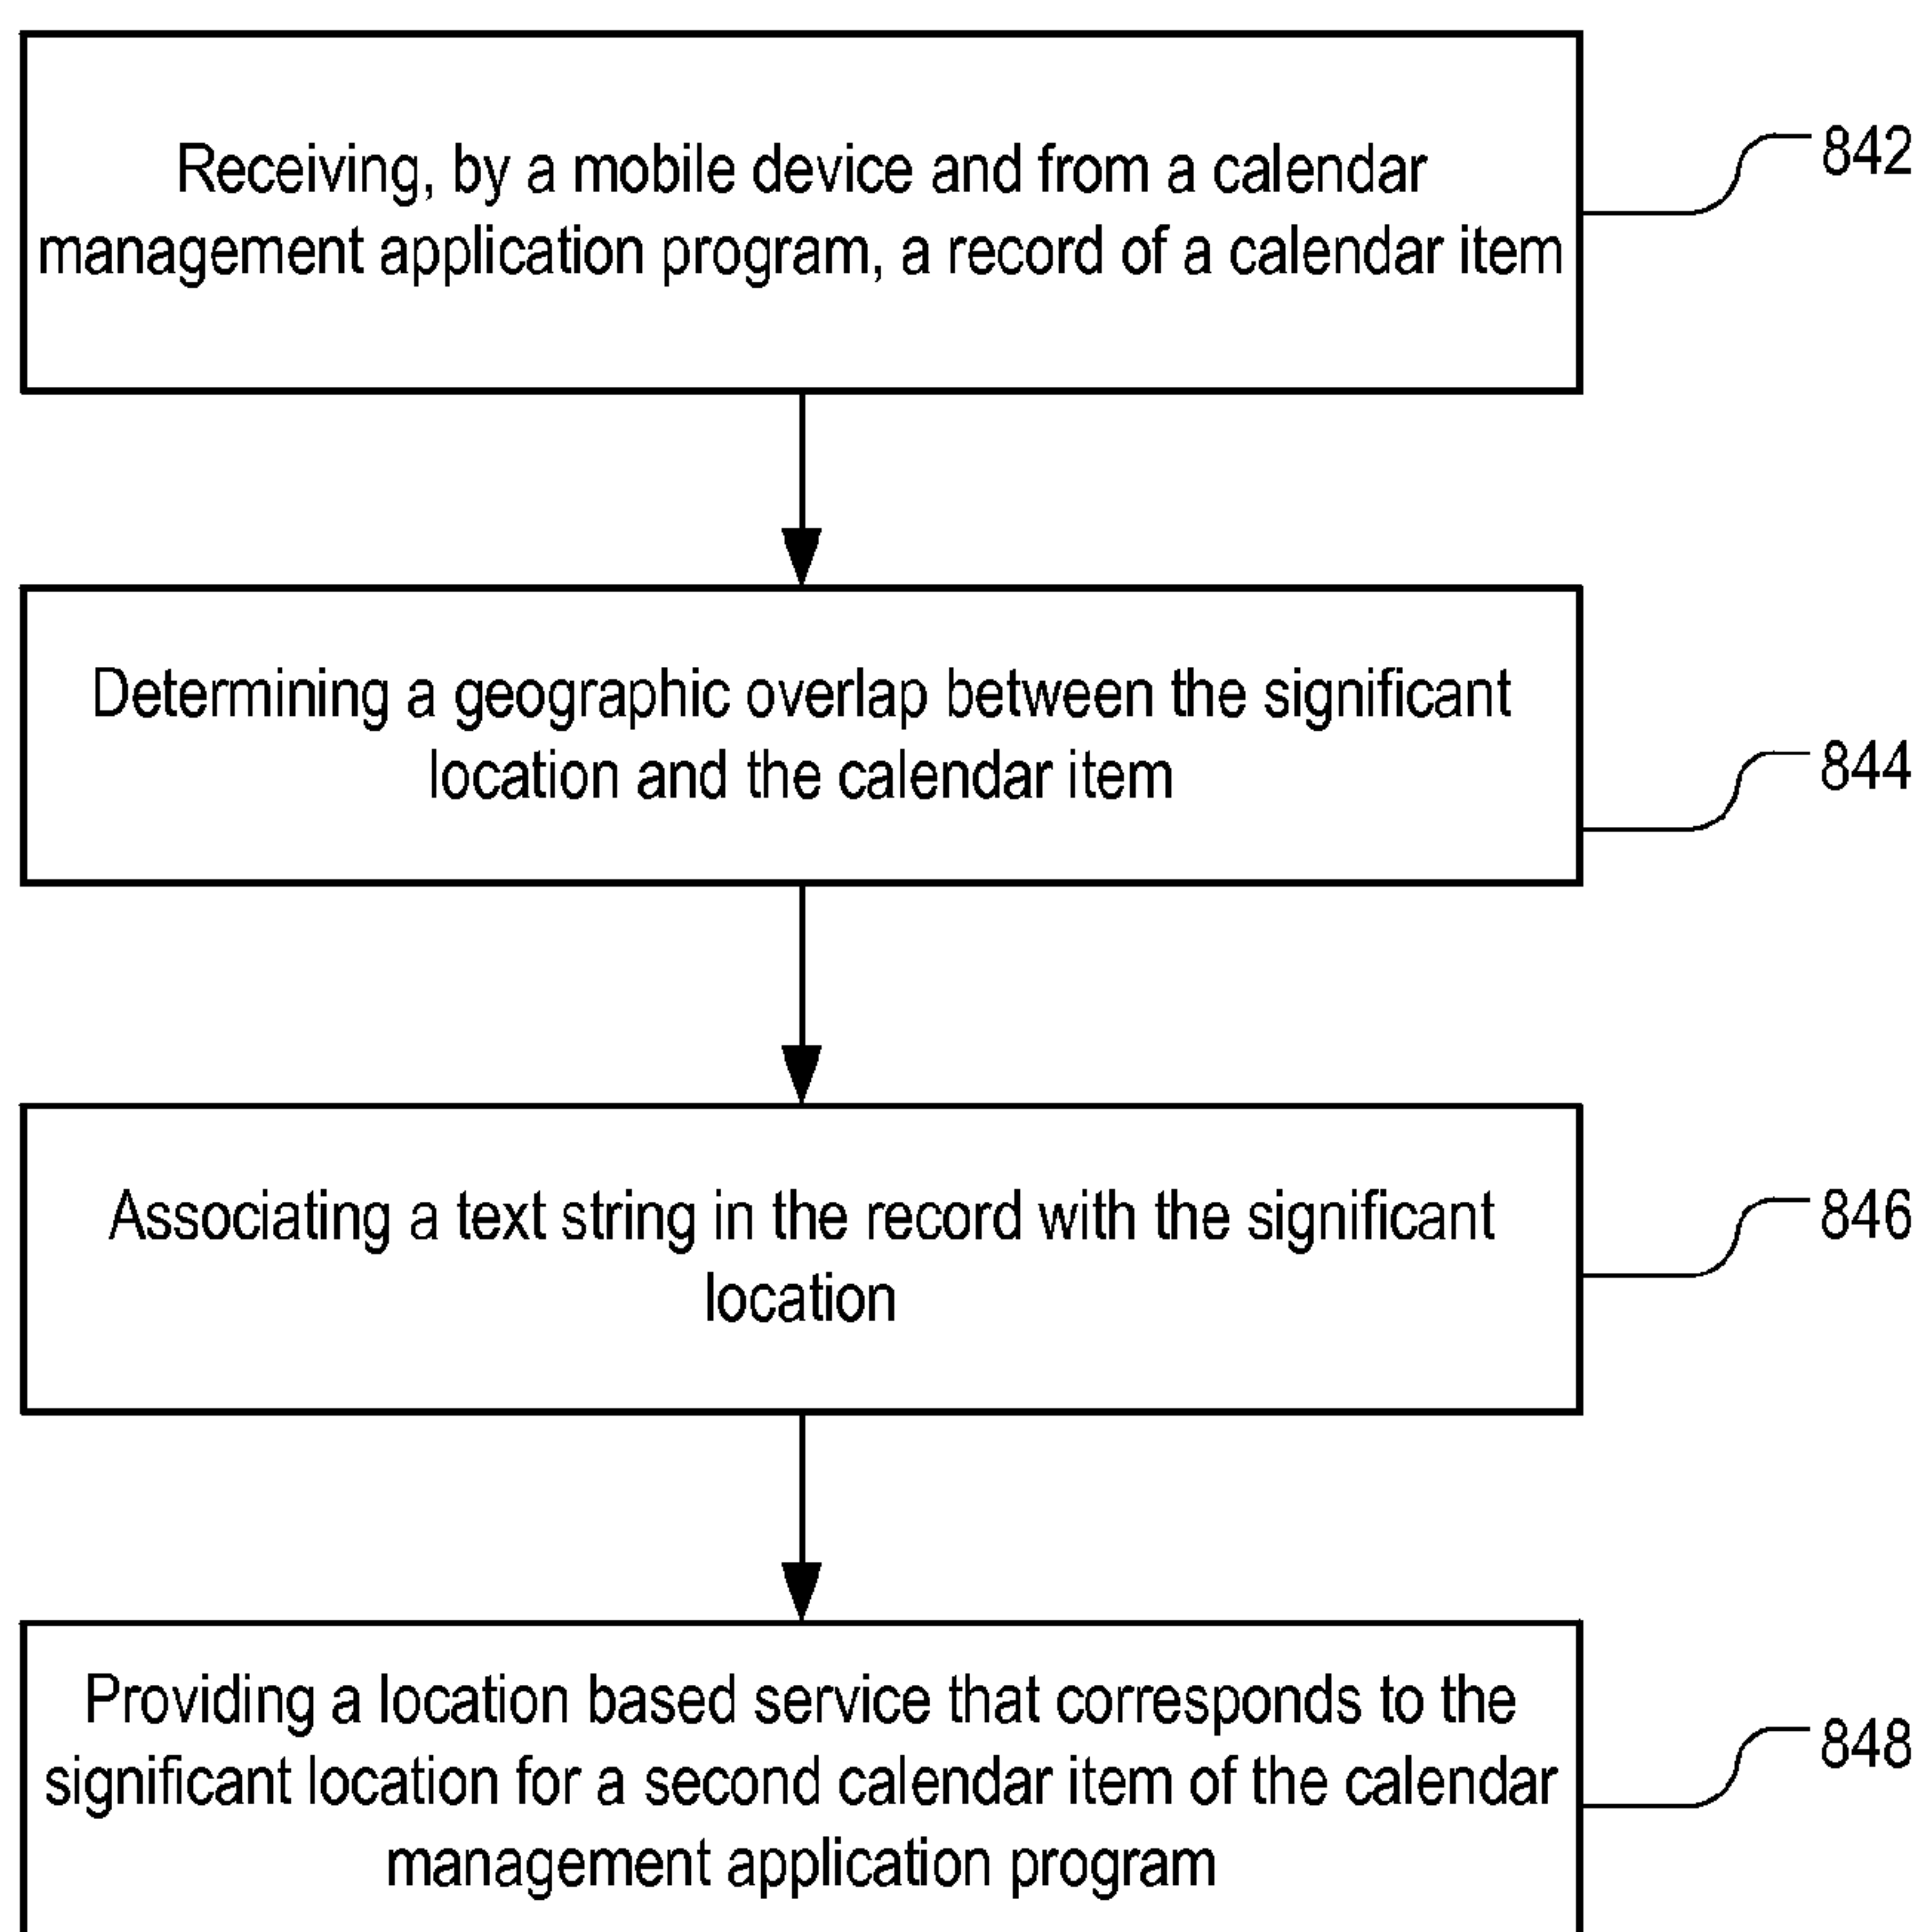 Receiving, by a mobile device and from a calendar
management application program, a record of a calendar item
842
Determining a geographic overlap between the significant
location and the calendar item
844
Associating a text string in the record with the significant
location
846
Providing a location based service that corresponds to the
significant location for a second calendar item of the calendar
management application program
848